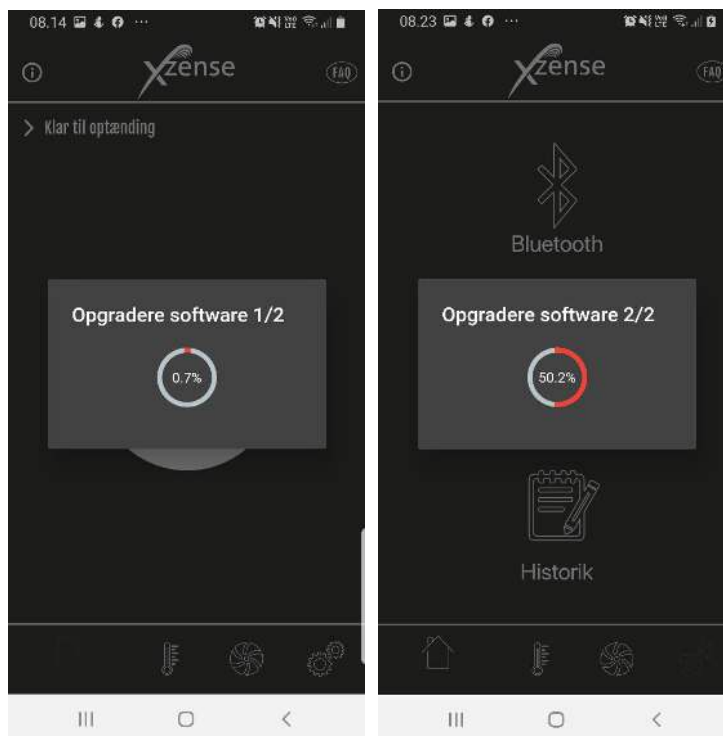 08.14
xzense
FAQ
Klar til optænding
Opgradere software 1/2
0.7%
08.23
xzense
FAQ
Bluetooth
Opgradere software 2/2
50.2%
Historik